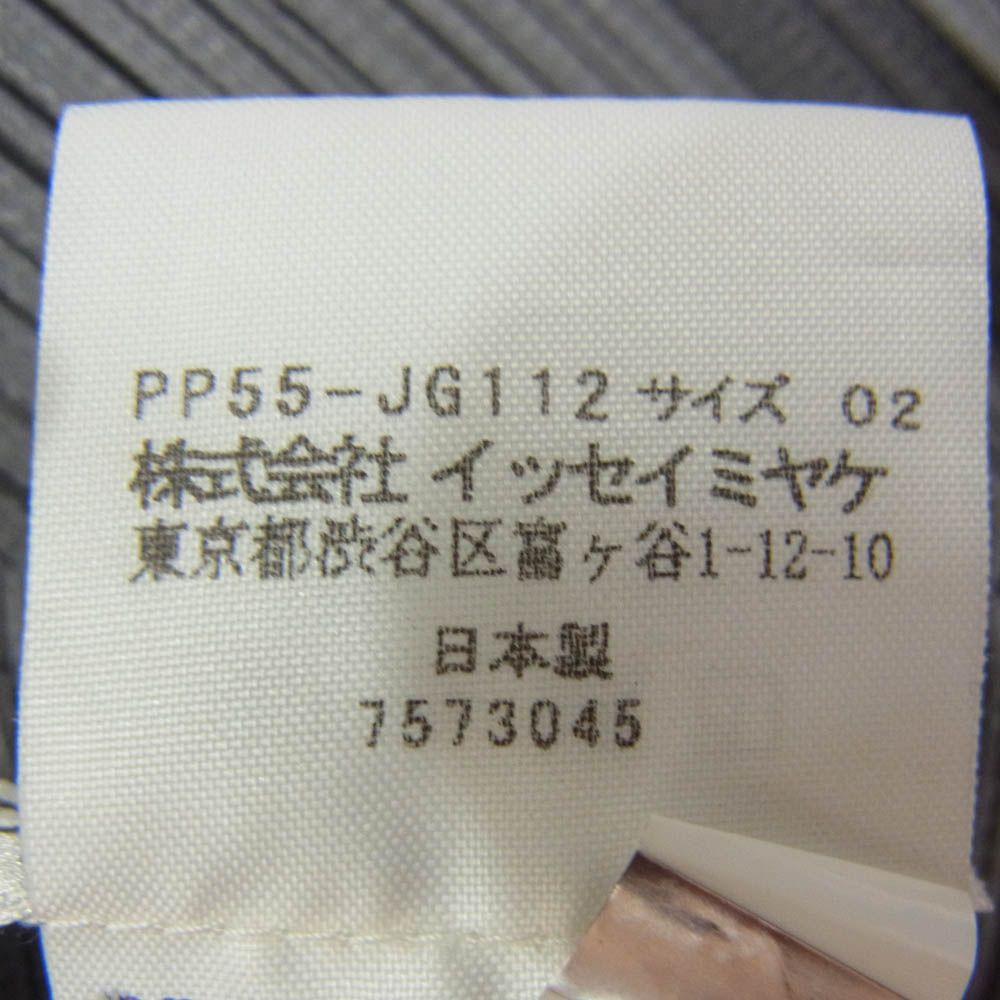 PP55-JG112 サイズ 02
株式会社 イッセイミヤケ
東京都渋谷区富ヶ谷1-12-10
日本製
7573045